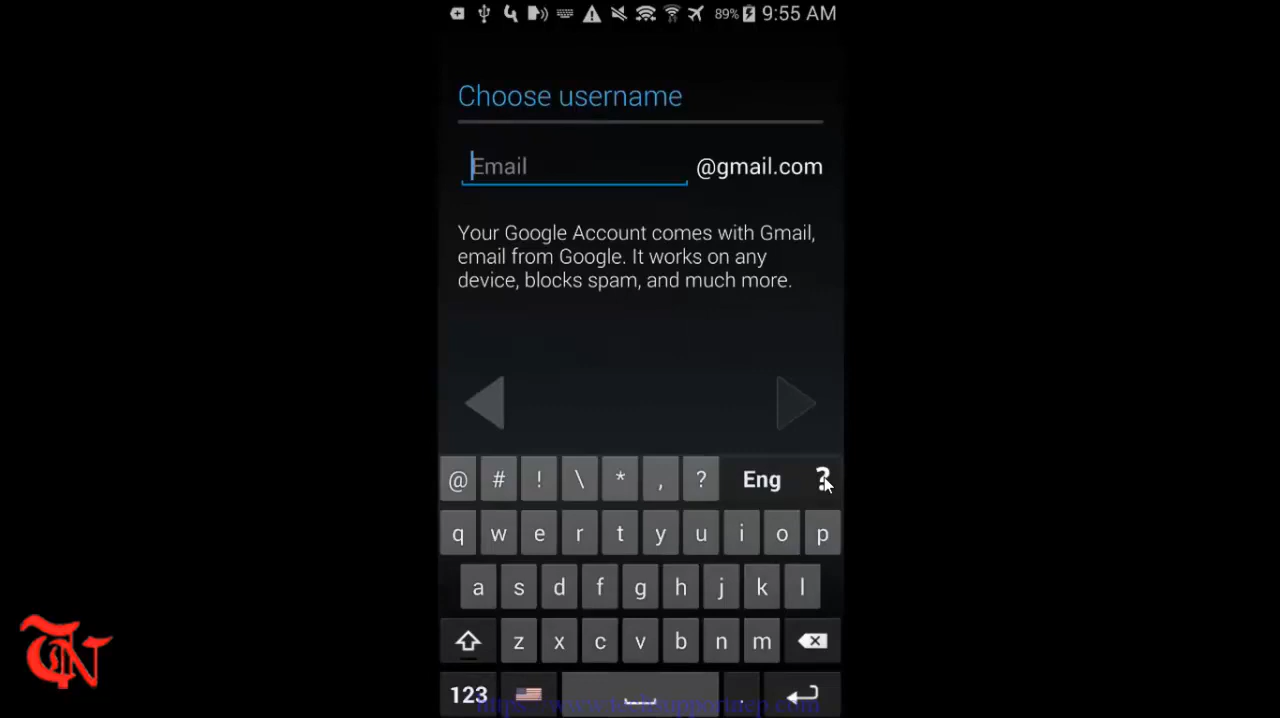 89% 9:55 AM
Choose username
Email @gmail.com
Your Google Account comes with Gmail,
email from Google. It works on any
device, blocks spam, and much more.
@ # ! \ * , ? Eng ?
q w e r t y u i o p
a s d f g h j k l
z x c v b n m
123 .